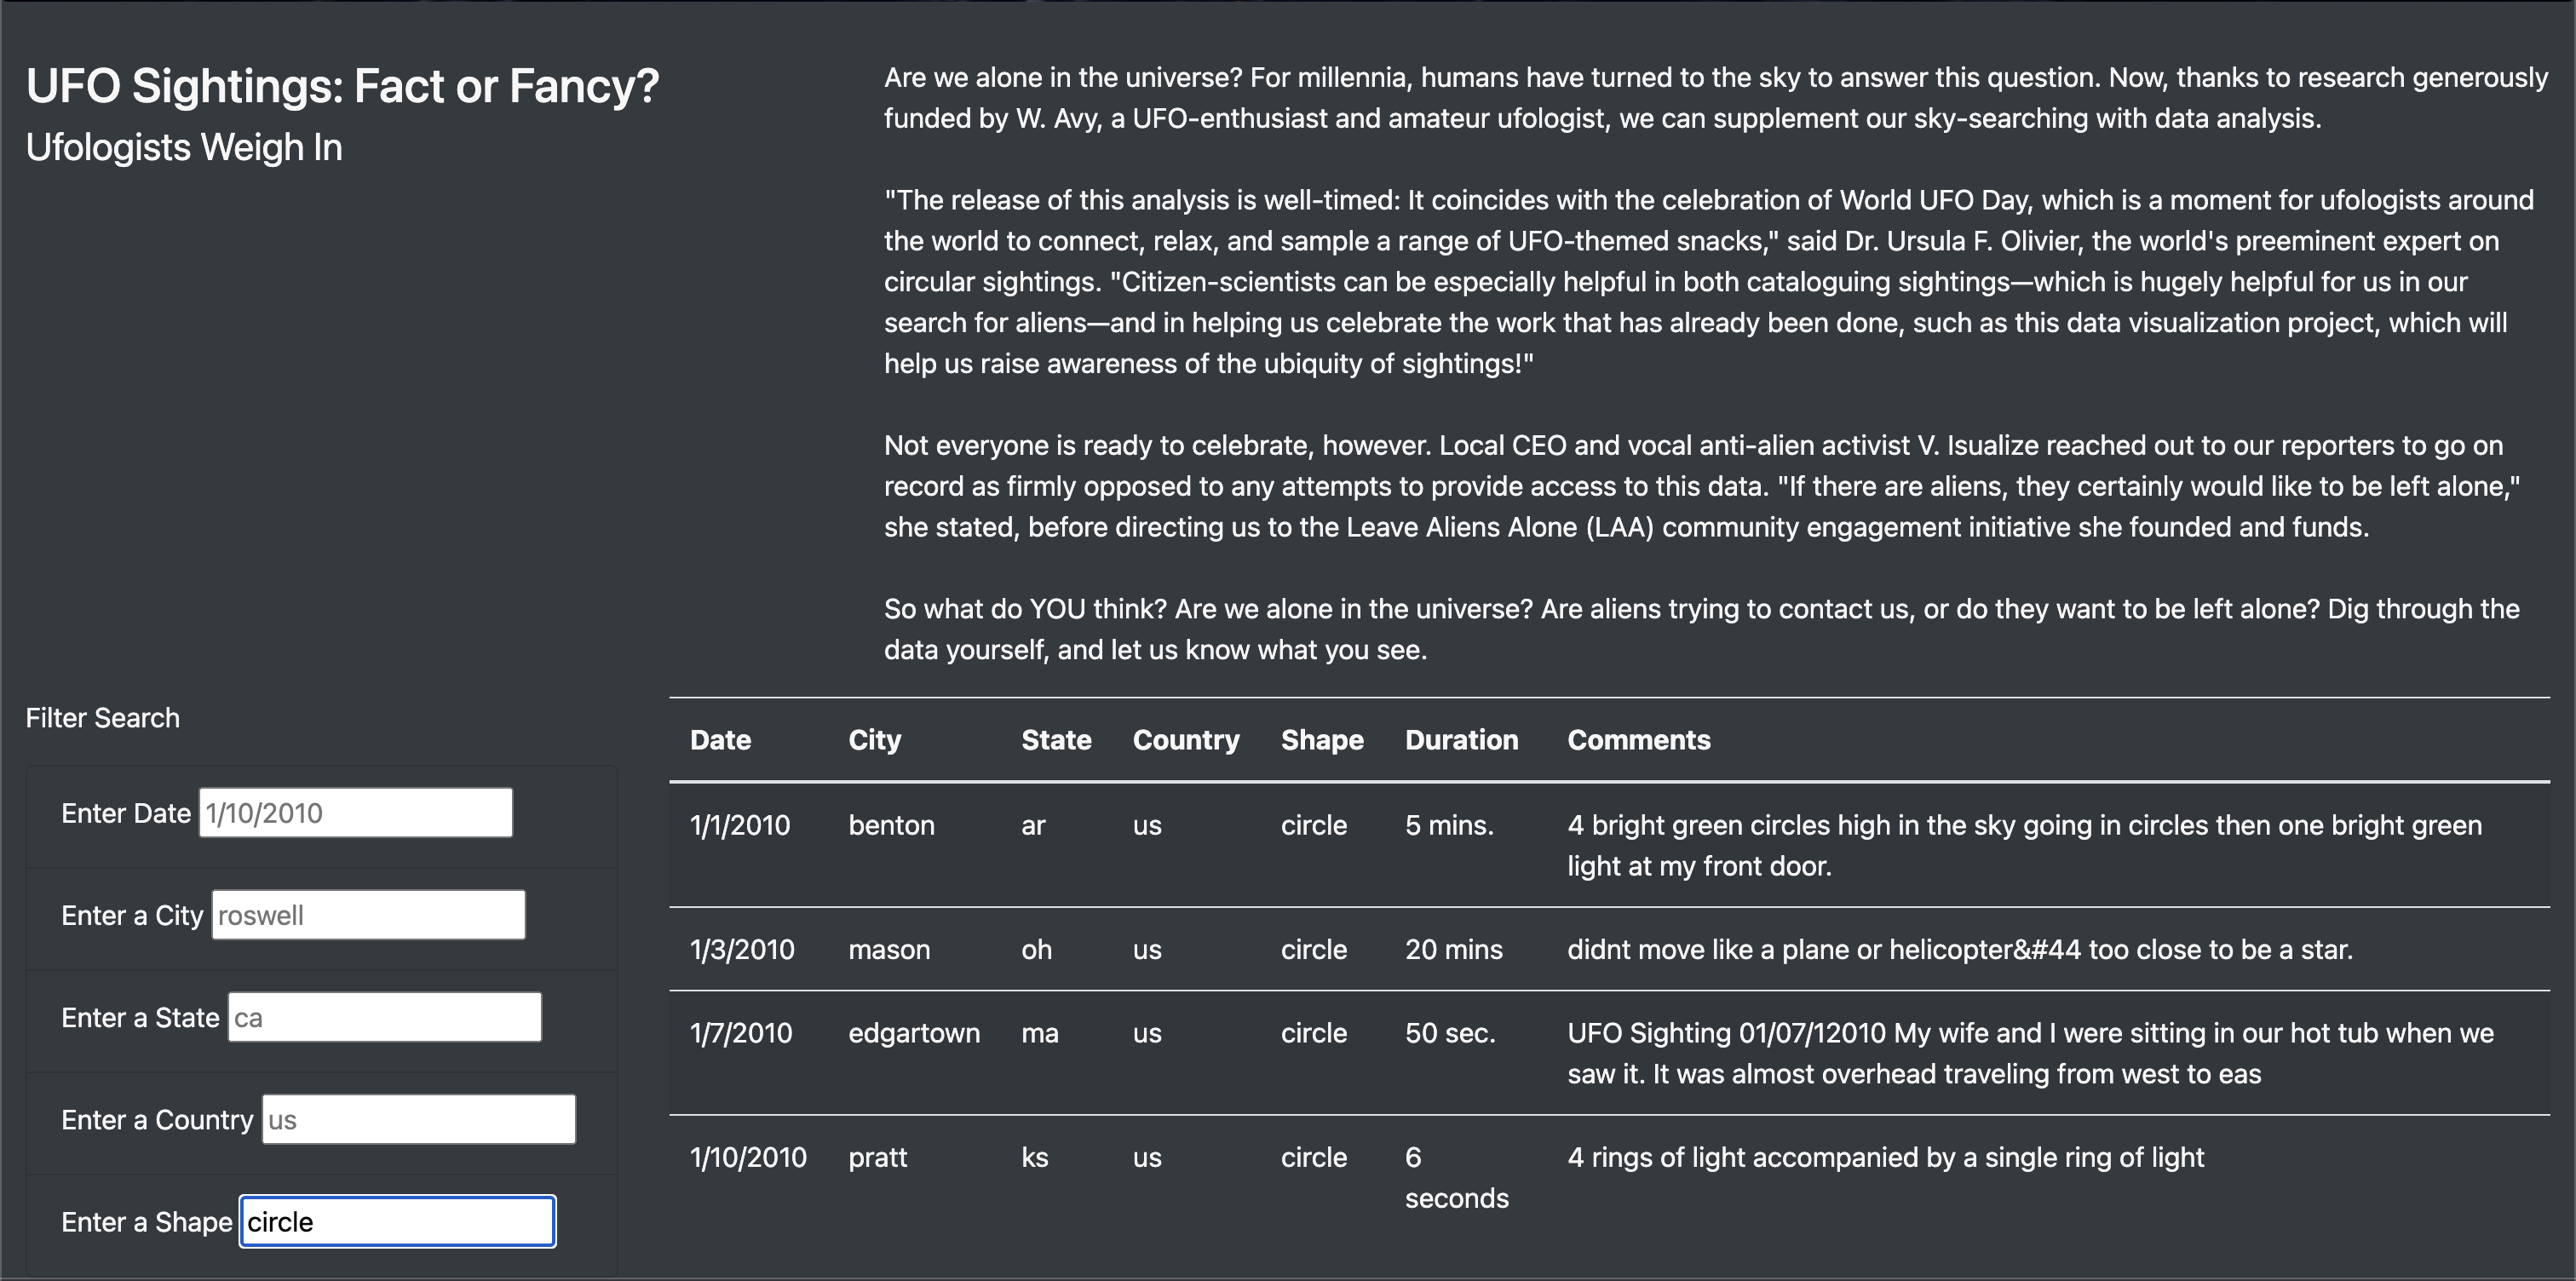 UFO Sightings: Fact or Fancy?
Ufologists Weigh In
Are we alone in the universe? For millennia, humans have turned to the sky to answer this question. Now, thanks to research generously
funded by W. Avy, a UFO-enthusiast and amateur ufologist, we can supplement our sky-searching with data analysis.
"The release of this analysis is well-timed: It coincides with the celebration of World UFO Day, which is a moment for ufologists around
the world to connect, relax, and sample a range of UFO-themed snacks," said Dr. Ursula F. Olivier, the world's preeminent expert on
circular sightings. "Citizen-scientists can be especially helpful in both cataloguing sightings—which is hugely helpful for us in our
search for aliens—and in helping us celebrate the work that has already been done, such as this data visualization project, which will
help us raise awareness of the ubiquity of sightings!"
Not everyone is ready to celebrate, however. Local CEO and vocal anti-alien activist V. Isualize reached out to our reporters to go on
record as firmly opposed to any attempts to provide access to this data. "If there are aliens, they certainly would like to be left alone,"
she stated, before directing us to the Leave Aliens Alone (LAA) community engagement initiative she founded and funds.
So what do YOU think? Are we alone in the universe? Are aliens trying to contact us, or do they want to be left alone? Dig through the
data yourself, and let us know what you see.
Filter Search
Enter Date 1/10/2010
Enter a City roswell
Enter a State ca
Enter a Country us
Enter a Shape circle
Date City State Country Shape Duration Comments
1/1/2010 benton ar us circle 5 mins. 4 bright green circles high in the sky going in circles then one bright green
light at my front door.
1/3/2010 mason oh us circle 20 mins didnt move like a plane or helicopter&#44 too close to be a star.
1/7/2010 edgartown ma us circle 50 sec. UFO Sighting 01/07/12010 My wife and I were sitting in our hot tub when we
saw it. It was almost overhead traveling from west to eas
1/10/2010 pratt ks us circle 6 4 rings of light accompanied by a single ring of light
seconds